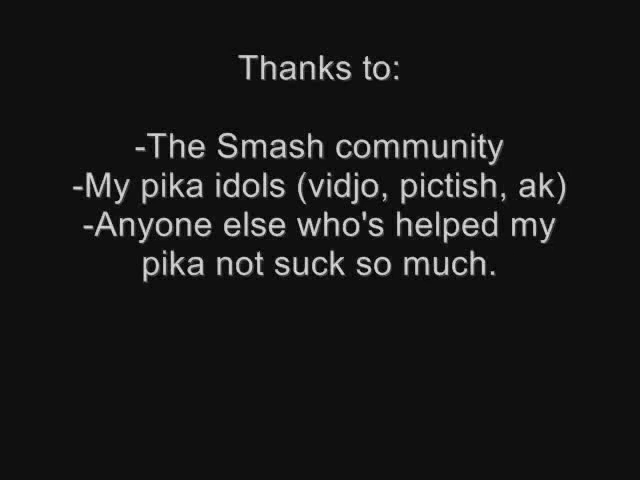 Thanks to:
-The Smash community
-My pika idols (vidjo, pictish, ak)
-Anyone else who's helped my
pika not suck so much.